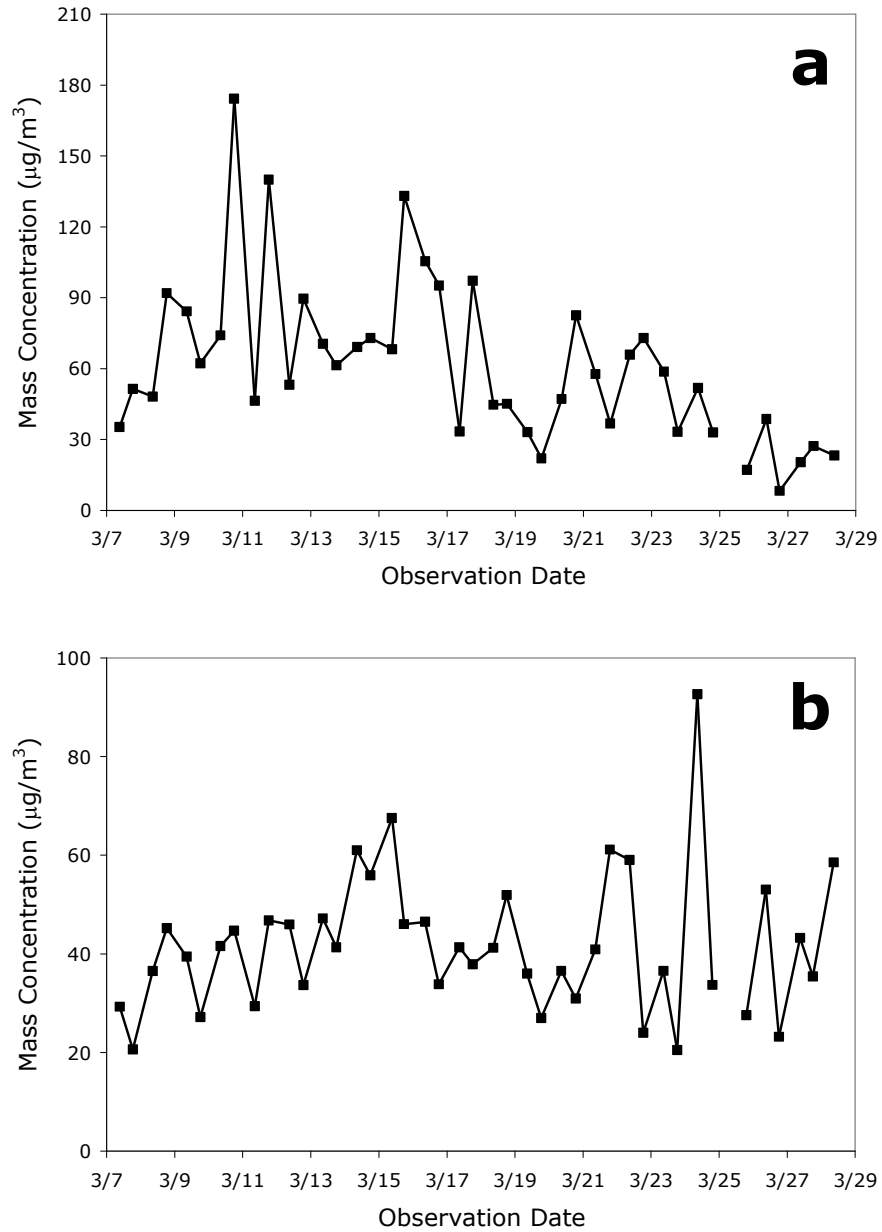 a
210
180
150
120
90
60
30
0
Mass Concentration (µg/m³)
3/7 3/9 3/11 3/13 3/15 3/17 3/19 3/21 3/23 3/25 3/27 3/29
Observation Date
b
100
80
60
40
20
0
Mass Concentration (µg/m³)
3/7 3/9 3/11 3/13 3/15 3/17 3/19 3/21 3/23 3/25 3/27 3/29
Observation Date